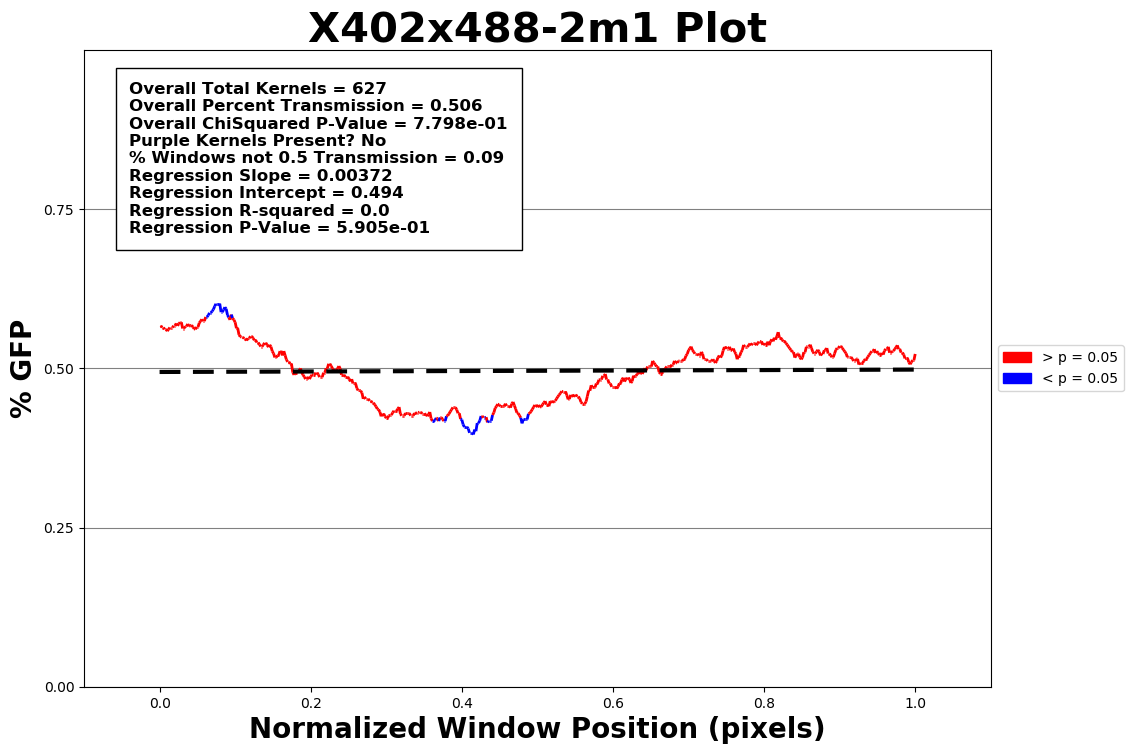 X402x488-2m1 Plot
Overall Total Kernels = 627
Overall Percent Transmission = 0.506
Overall ChiSquared P-Value = 7.798e-01
Purple Kernels Present? No
% Windows not 0.5 Transmission = 0.09
Regression Slope = 0.00372
Regression Intercept = 0.494
Regression R-squared = 0.0
Regression P-Value = 5.905e-01
% GFP
0.75
0.50
0.25
0.00
> p = 0.05
< p = 0.05
0.0 0.2 0.4 0.6 0.8 1.0
Normalized Window Position (pixels)